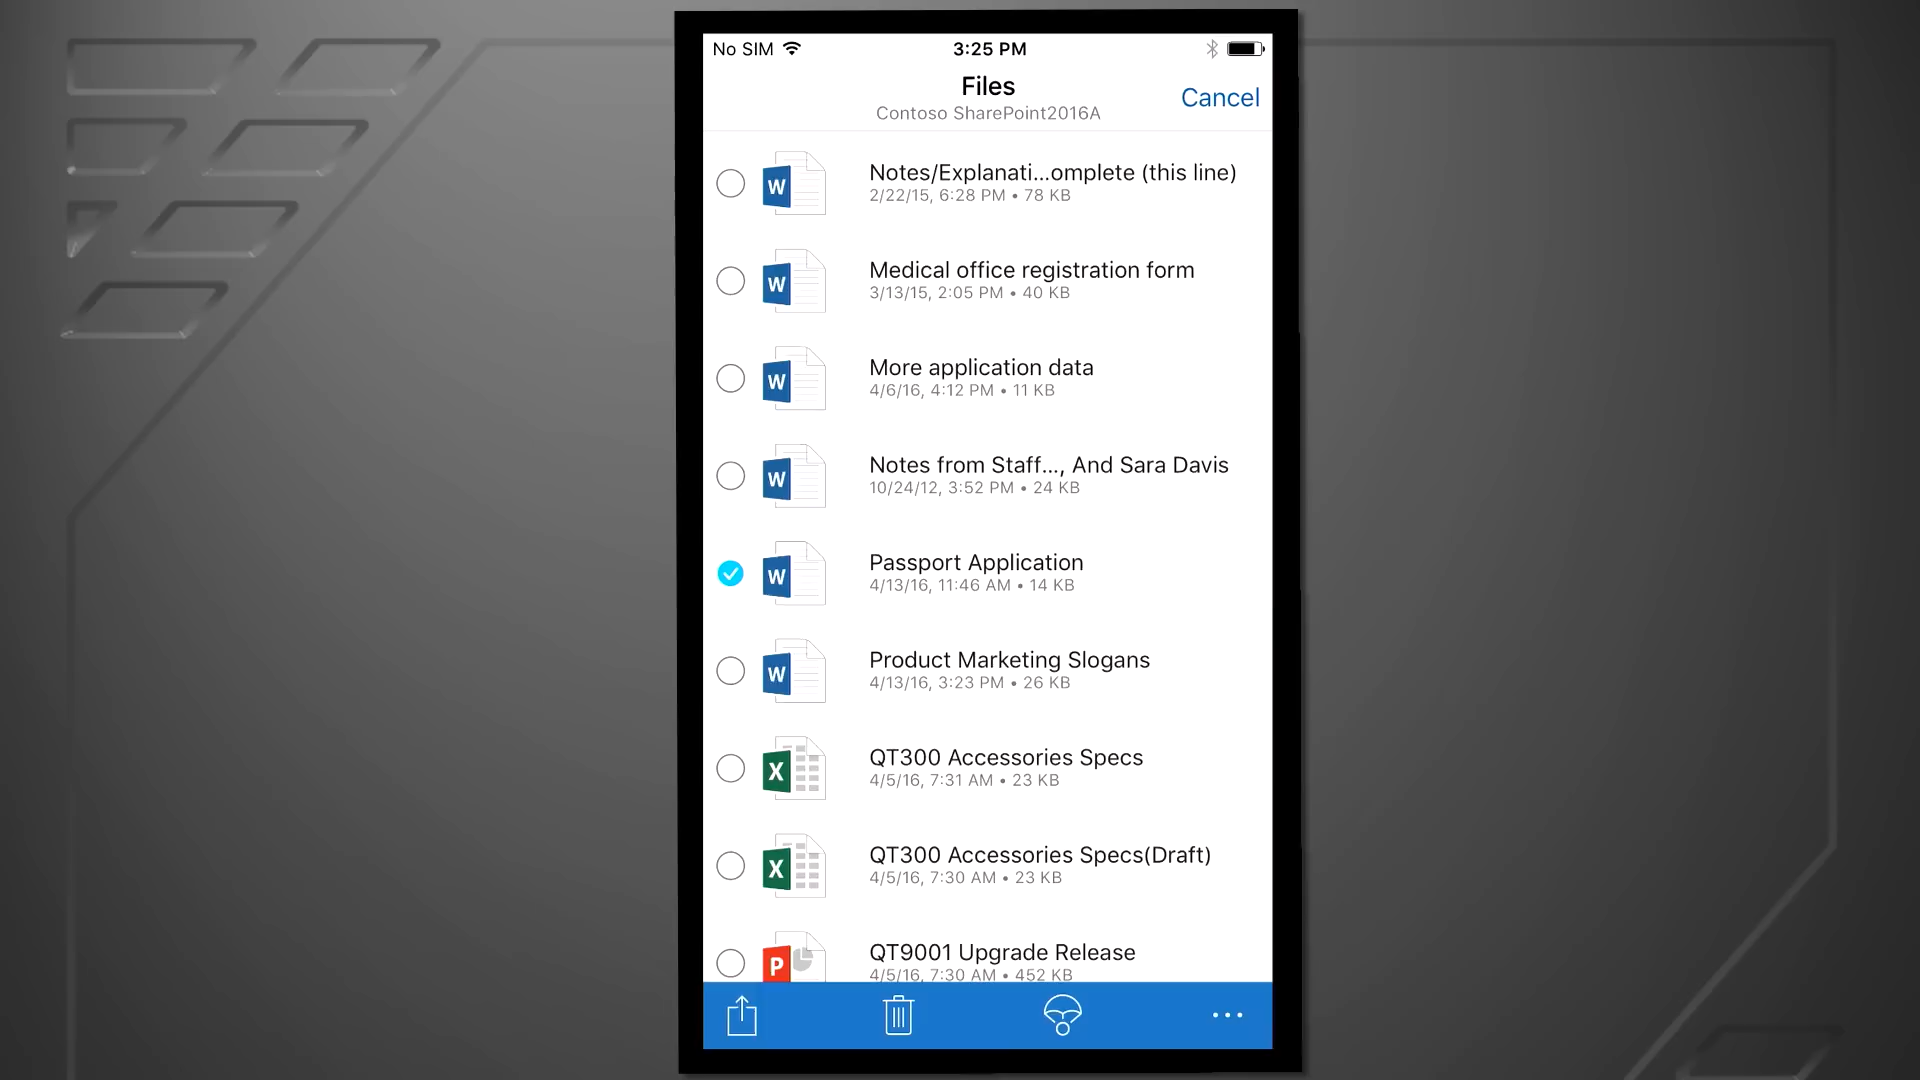 No SIM
3:25 PM
Files
Cancel
Contoso SharePoint2016A
Notes/Explanati...omplete (this line)
2/22/15, 6:28 PM • 78 KB
Medical office registration form
3/13/15, 2:05 PM • 40 KB
More application data
4/6/16, 4:12 PM • 11 KB
Notes from Staff..., And Sara Davis
10/24/12, 3:52 PM • 24 KB
Passport Application
4/13/16, 11:46 AM • 14 KB
Product Marketing Slogans
4/13/16, 3:23 PM • 26 KB
QT300 Accessories Specs
4/5/16, 7:31 AM • 23 KB
QT300 Accessories Specs(Draft)
4/5/16, 7:30 AM • 23 KB
QT9001 Upgrade Release
4/5/16, 7:30 AM • 452 KB